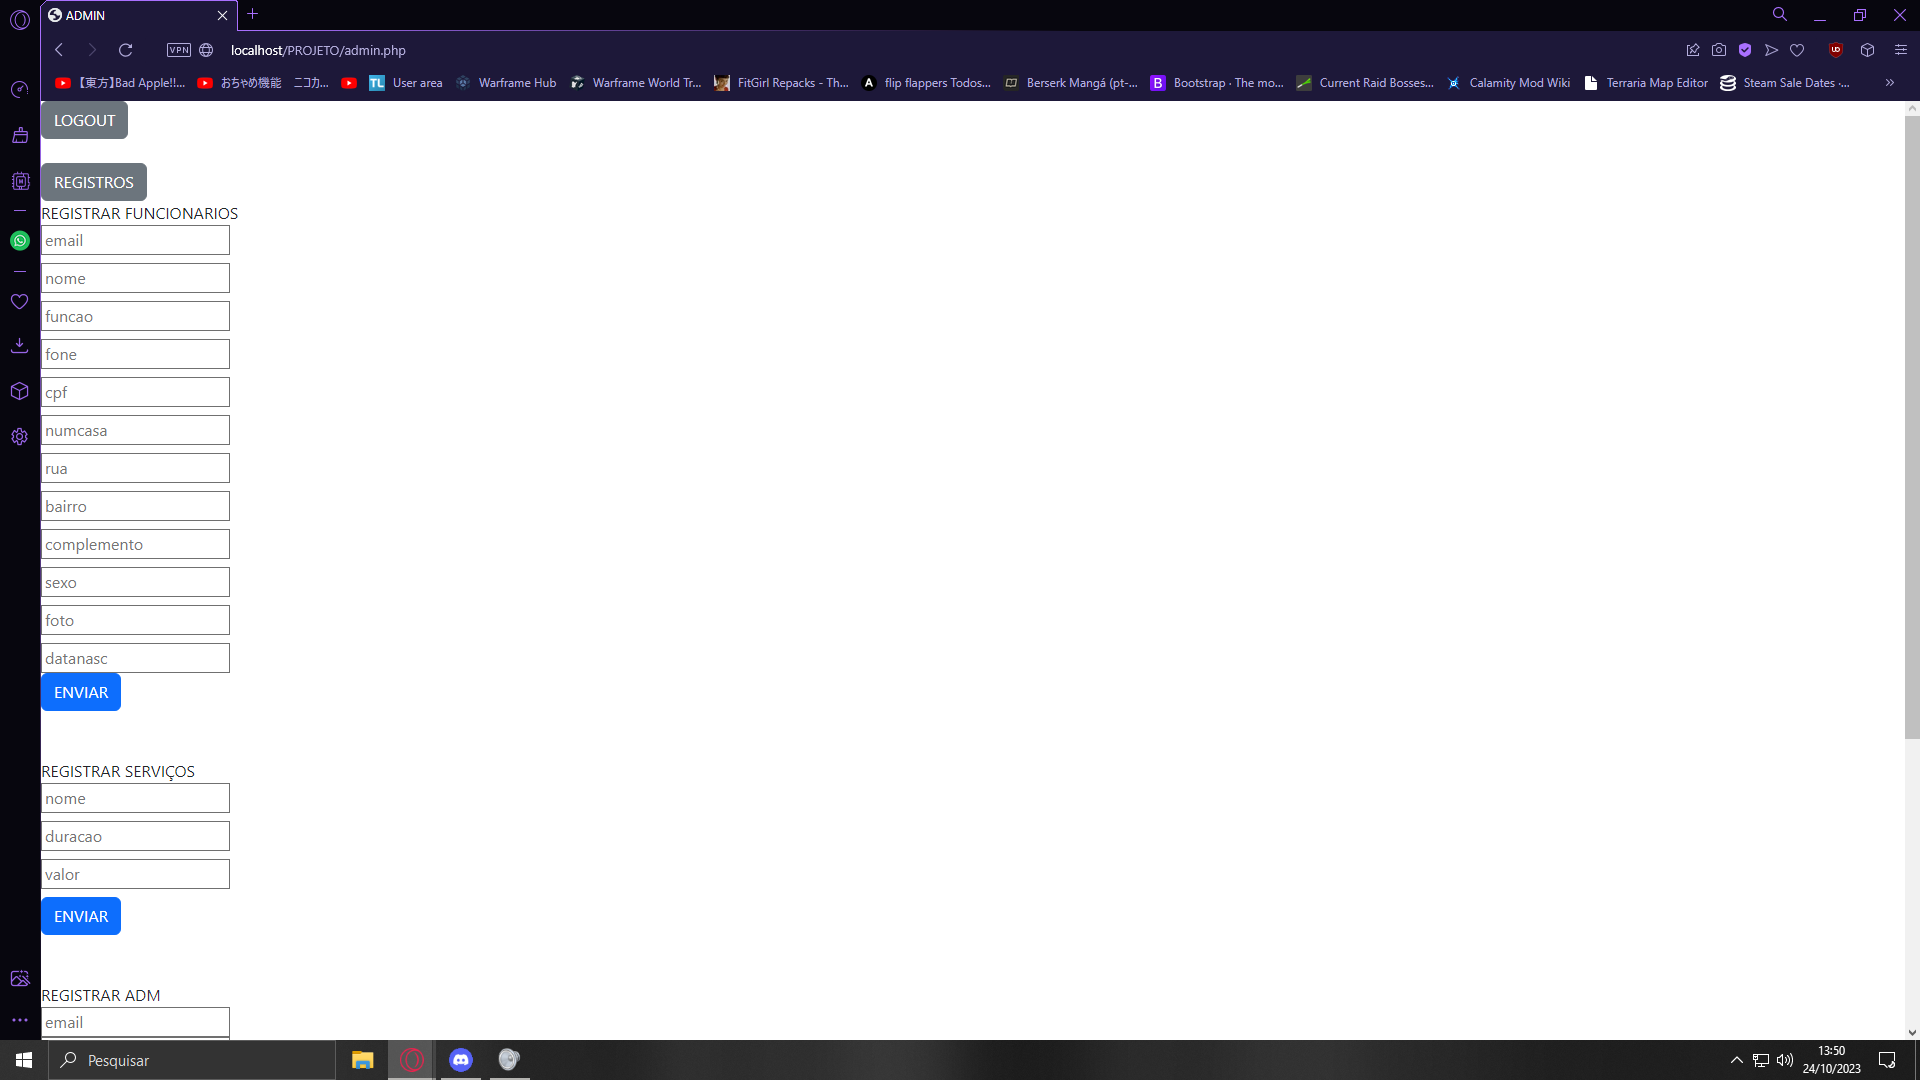 ADMIN
VPN
localhost/PROJETO/admin.php
【東方】Bad Apple!!...
おちゃめ機能 ニコカ...
TL User area
Warframe Hub
Warframe World Tr...
FitGirl Repacks - Th...
A flip flappers Todos...
Berserk Mangá (pt-...
B Bootstrap · The mo...
Current Raid Bosses...
Calamity Mod Wiki
Terraria Map Editor
Steam Sale Dates ·...
LOGOUT
REGISTROS
REGISTRAR FUNCIONARIOS
email
nome
funcao
fone
cpf
numcasa
rua
bairro
complemento
sexo
foto
datanasc
ENVIAR
REGISTRAR SERVIÇOS
nome
duracao
valor
ENVIAR
REGISTRAR ADM
email
Pesquisar
13:50
24/10/2023